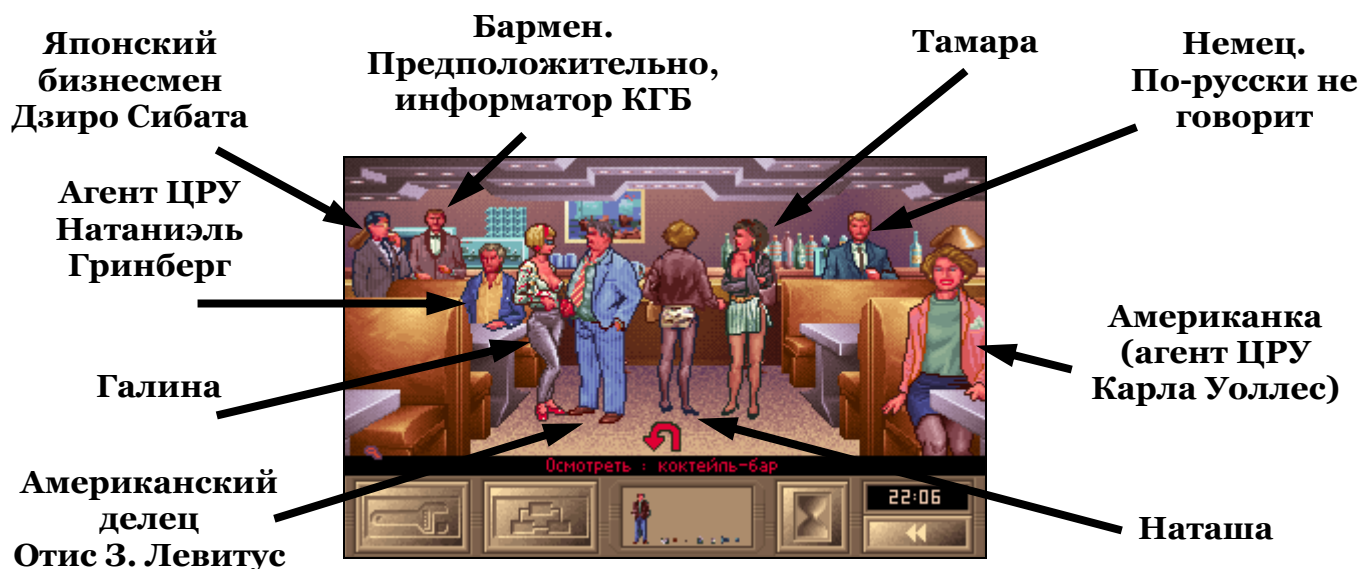 Японский
бизнесмен
Дзиро Сибата
Бармен.
Предположительно,
информатор КГБ
Тамара
Немец.
По-русски не
говорит
Агент ЦРУ
Натаниэль
Гринберг
Галина
Американка
(агент ЦРУ
Карла Уоллес)
Американский
делец
Отис З. Левитус
Наташа
Осмотреть : коктейль-бар
22:06